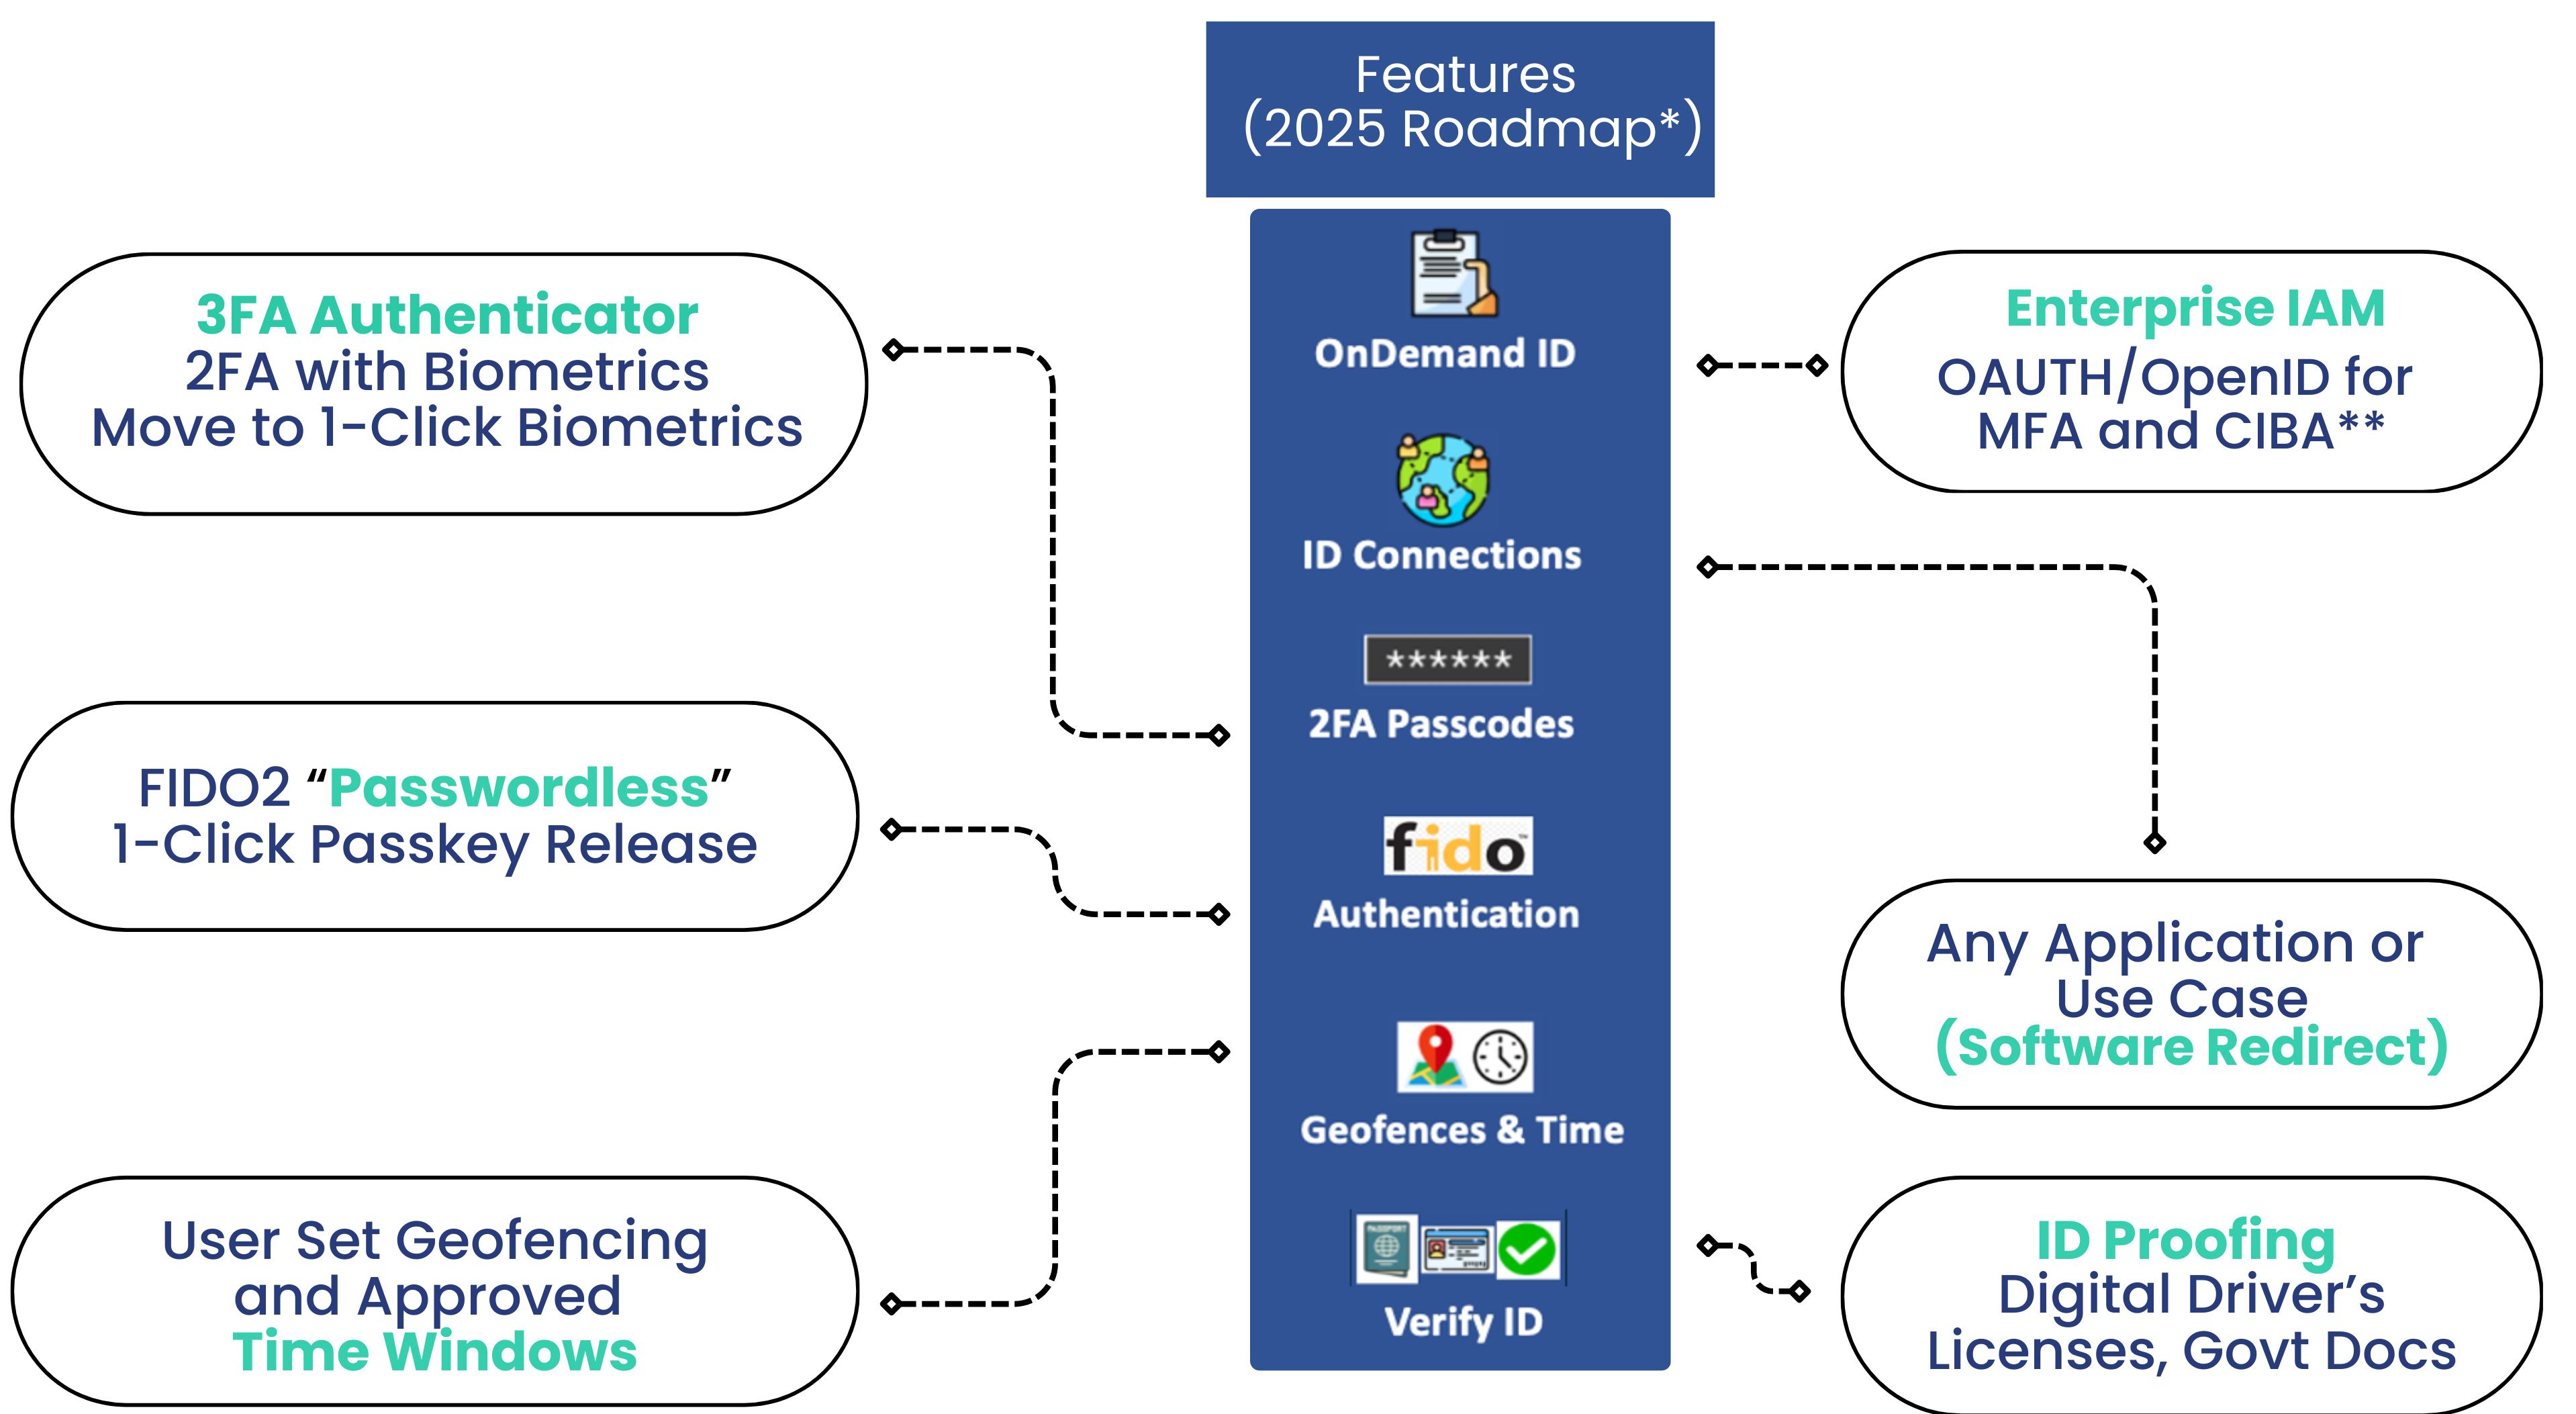 Features
(2025 Roadmap*)
3FA Authenticator
2FA with Biometrics
Move to 1-Click Biometrics
FIDO2 “Passwordless”
1-Click Passkey Release
User Set Geofencing
and Approved
Time Windows
OnDemand ID
ID Connections
******
2FA Passcodes
fido™
Authentication
Geofences & Time
PASSPORT
Verify ID
Enterprise IAM
OAUTH/OpenID for
MFA and CIBA**
Any Application or
Use Case
(Software Redirect)
ID Proofing
Digital Driver’s
Licenses, Govt Docs